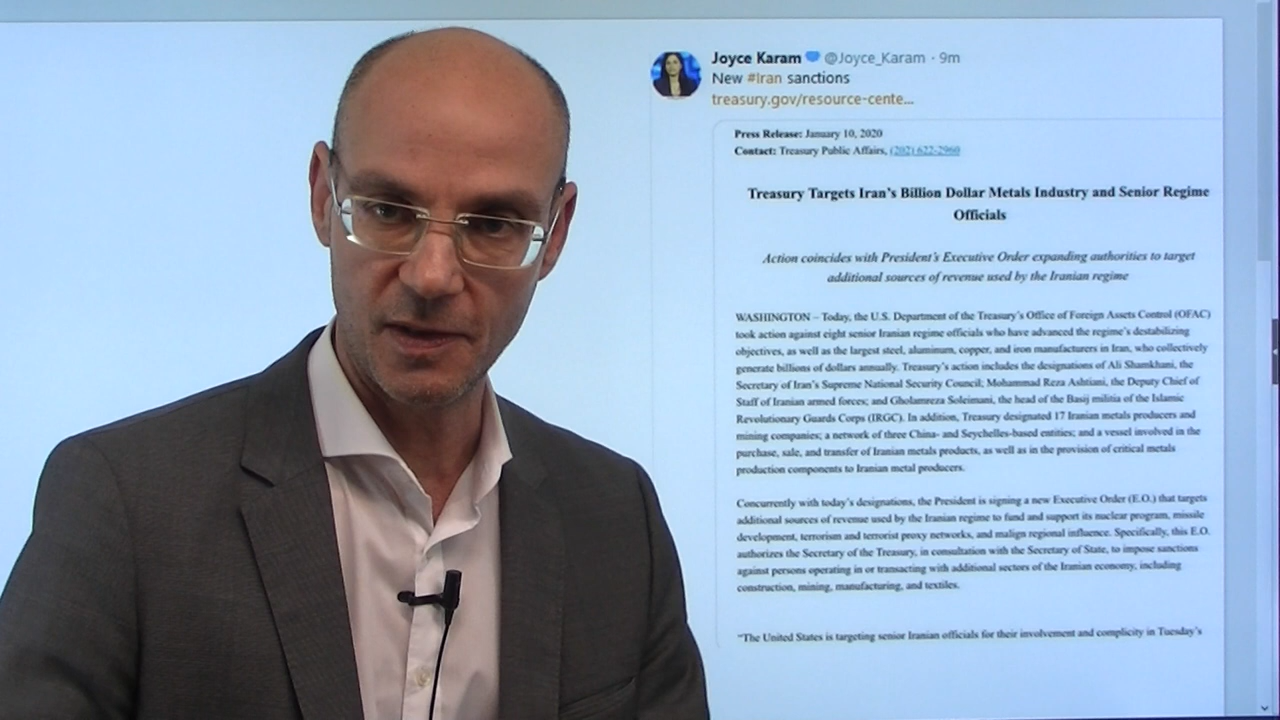 Joyce Karam @Joyce_Karam · 9m
New #Iran sanctions
treasury.gov/resource-cente...
Press Release: January 10, 2020
Contact: Treasury Public Affairs, (202) 622-2960
Treasury Targets Iran's Billion Dollar Metals Industry and Senior Regime
Officials
Action coincides with President's Executive Order expanding authorities to target
additional sources of revenue used by the Iranian regime
WASHINGTON – Today, the U.S. Department of the Treasury's Office of Foreign Assets Control (OFAC)
took action against eight senior Iranian regime officials who have advanced the regime's destabilizing
objectives, as well as the largest steel, aluminum, copper, and iron manufacturers in Iran, who collectively
generate billions of dollars annually. Treasury's action includes the designations of Ali Shamkhani, the
Secretary of Iran's Supreme National Security Council; Mohammad Reza Ashtiani, the Deputy Chief of
Staff of Iranian armed forces; and Gholamreza Soleimani, the head of the Basij militia of the Islamic
Revolutionary Guards Corps (IRGC). In addition, Treasury designated 17 Iranian metals producers and
mining companies; a network of three China- and Seychelles-based entities; and a vessel involved in the
purchase, sale, and transfer of Iranian metals products, as well as in the provision of critical metals
production components to Iranian metal producers.
Concurrently with today's designations, the President is signing a new Executive Order (E.O.) that targets
additional sources of revenue used by the Iranian regime to fund and support its nuclear program, missile
development, terrorism and terrorist proxy networks, and malign regional influence. Specifically, this E.O.
authorizes the Secretary of the Treasury, in consultation with the Secretary of State, to impose sanctions
against persons operating in or transacting with additional sectors of the Iranian economy, including
construction, mining, manufacturing, and textiles.
"The United States is targeting senior Iranian officials for their involvement and complicity in Tuesday's